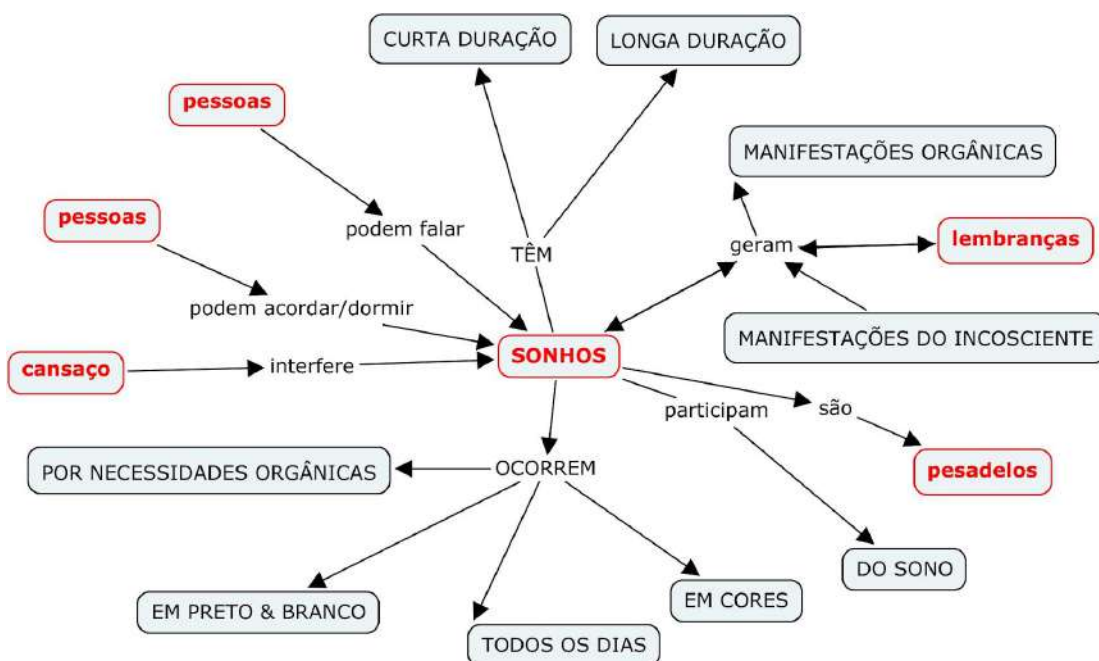 CURTA DURAÇÃO
LONGA DURAÇÃO
pessoas
MANIFESTAÇÕES ORGÂNICAS
pessoas
podem falar
TÊM
geram
lembranças
podem acordar/dormir
MANIFESTAÇÕES DO INCOSCIENTE
cansaço
interfere
SONHOS
participam
são
POR NECESSIDADES ORGÂNICAS
OCORREM
pesadelos
DO SONO
EM PRETO & BRANCO
EM CORES
TODOS OS DIAS